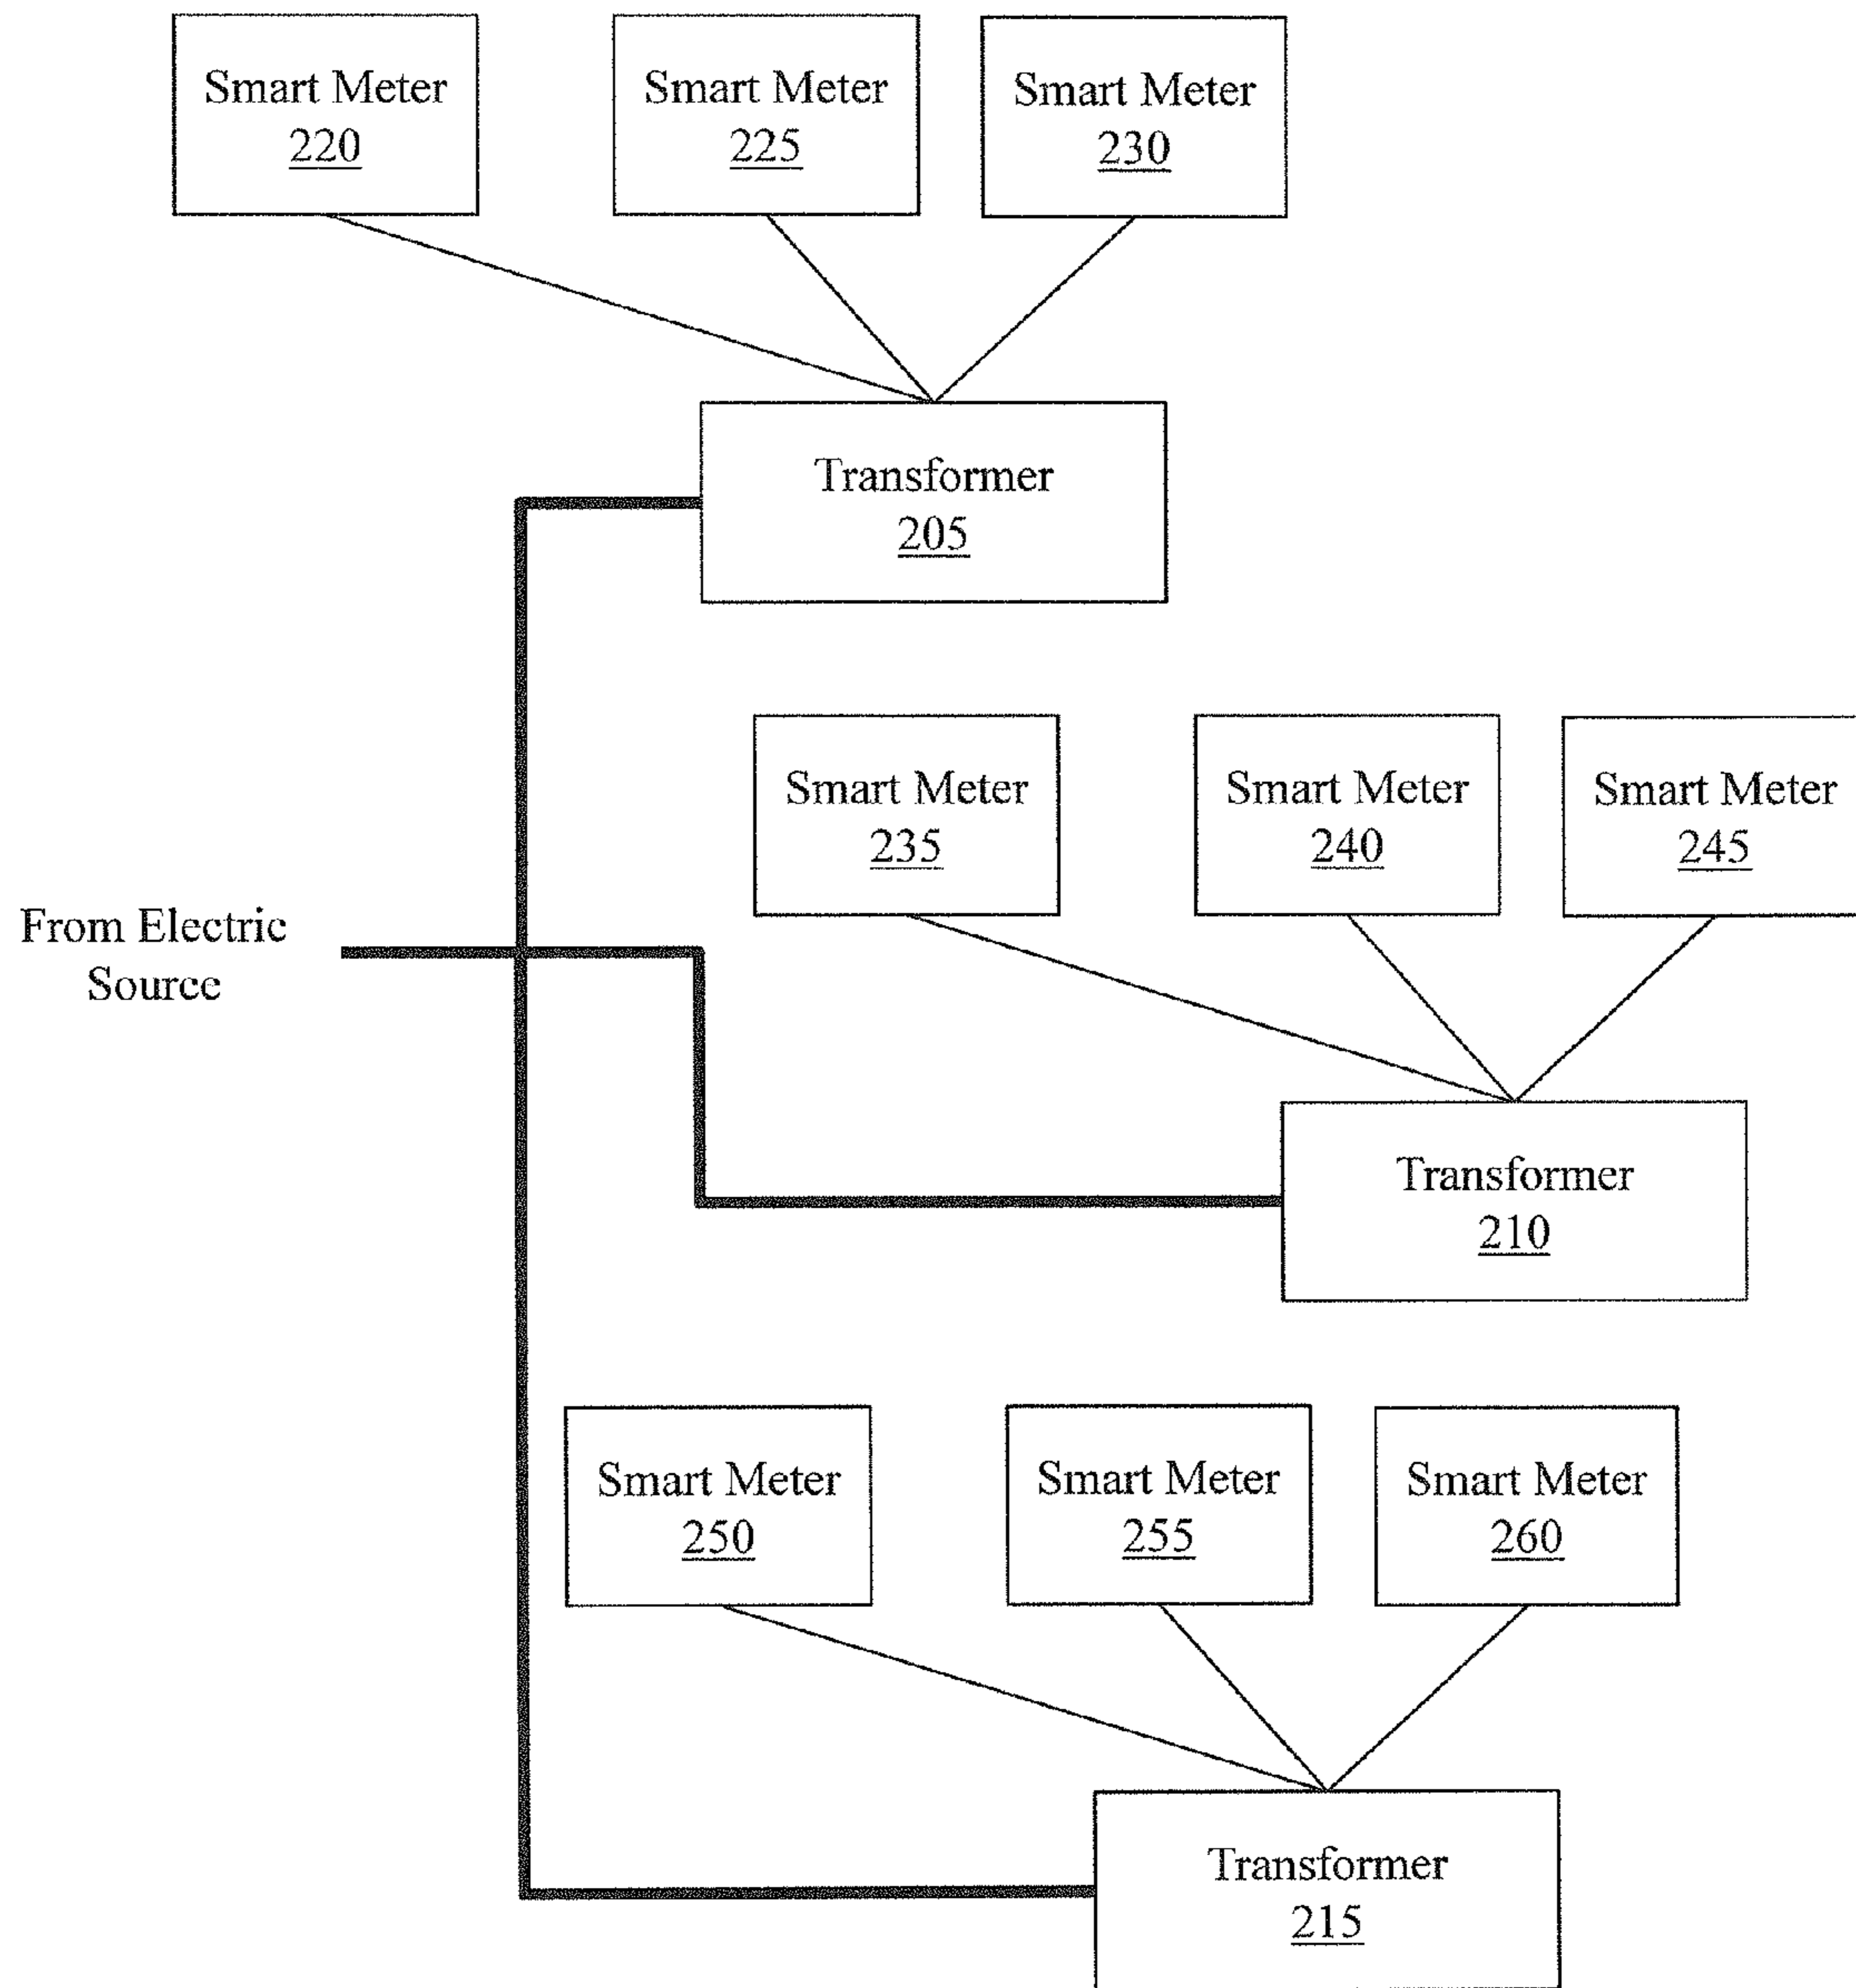 Smart Meter
220
Smart Meter
225
Smart Meter
230
Transformer
205
Smart Meter
235
Smart Meter
240
Smart Meter
245
From Electric
Source
Transformer
210
Smart Meter
250
Smart Meter
255
Smart Meter
260
Transformer
215